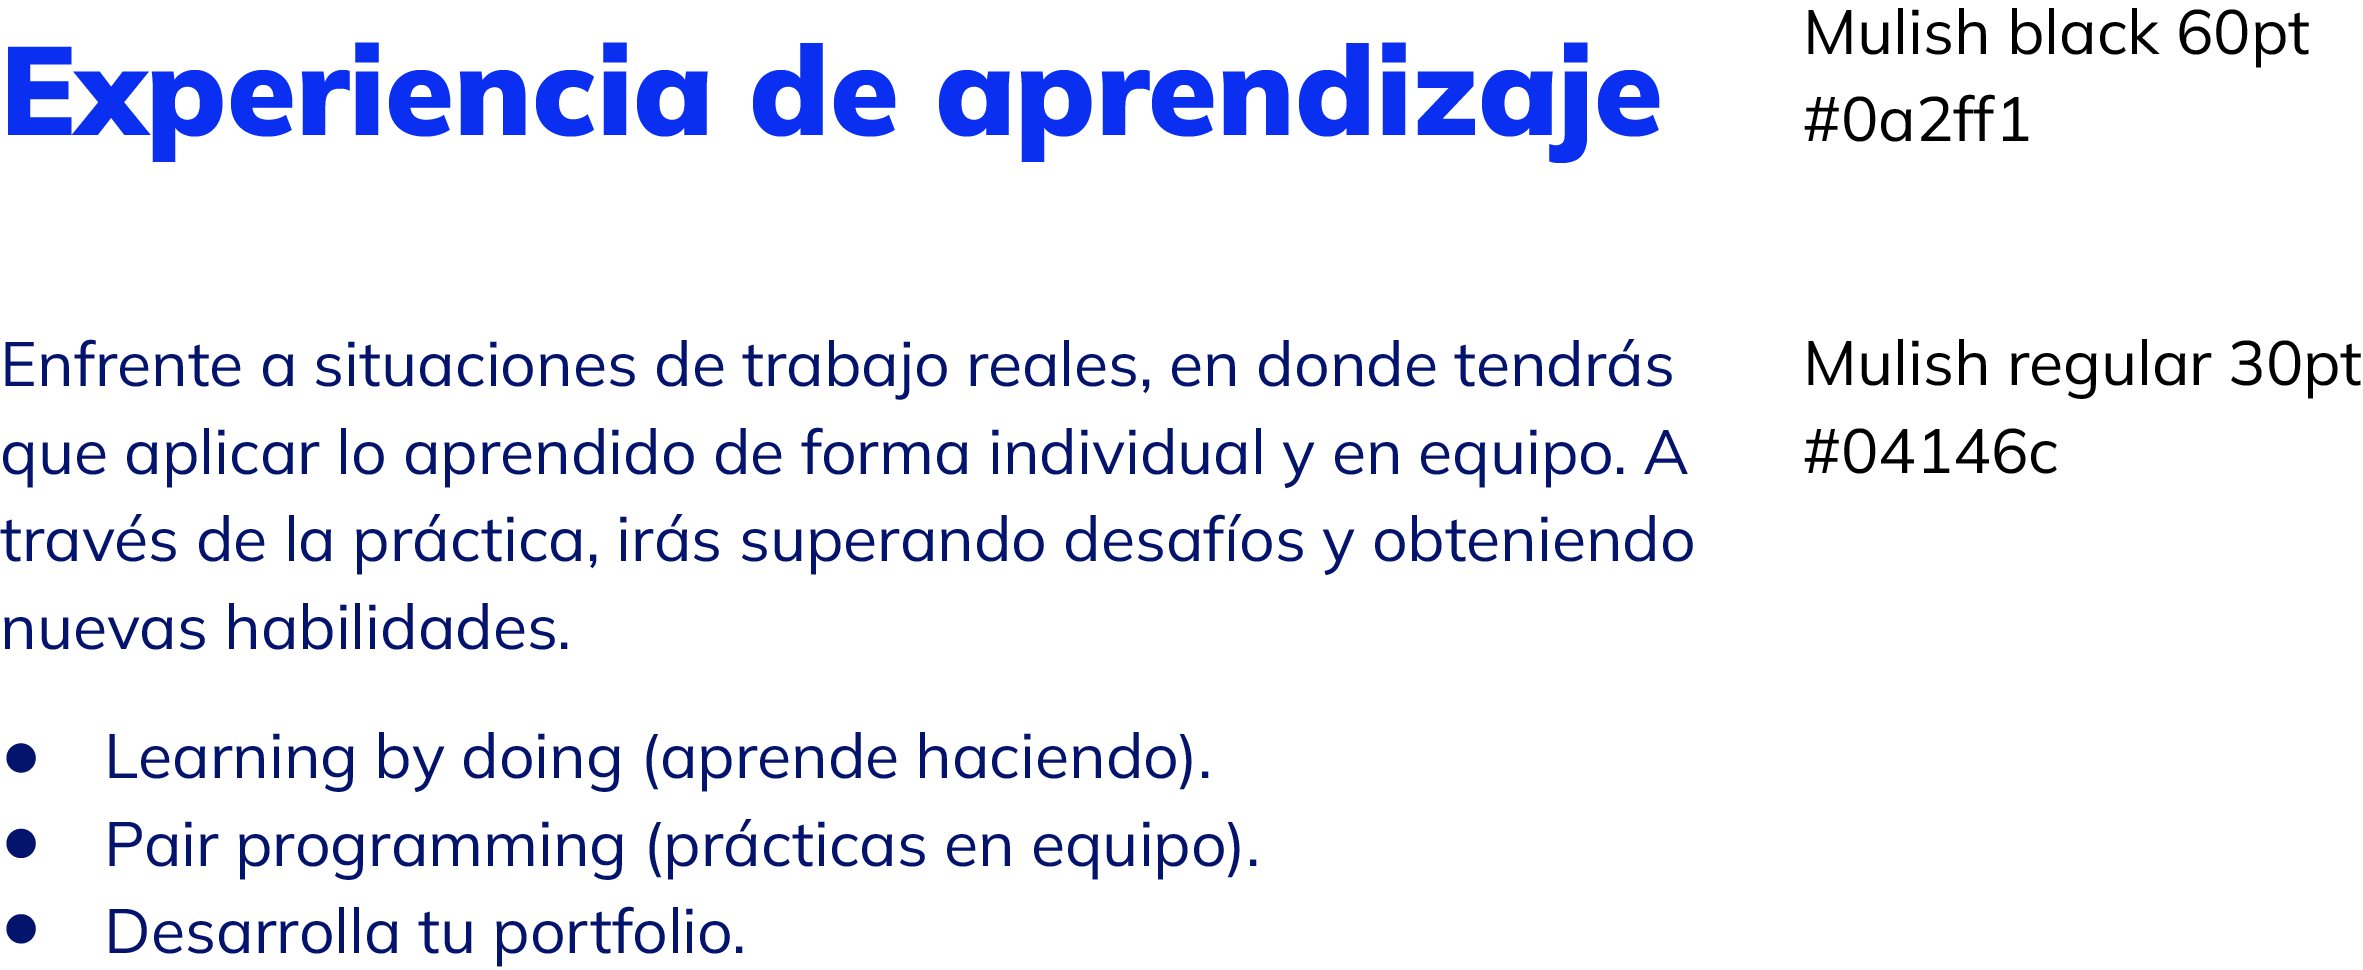 Experiencia de aprendizaje
Mulish black 60pt
#0a2ff1
Enfrente a situaciones de trabajo reales, en donde tendrás
que aplicar lo aprendido de forma individual y en equipo. A
través de la práctica, irás superando desafíos y obteniendo
nuevas habilidades.
Mulish regular 30pt
#04146c
● Learning by doing (aprende haciendo).
● Pair programming (prácticas en equipo).
● Desarrolla tu portfolio.